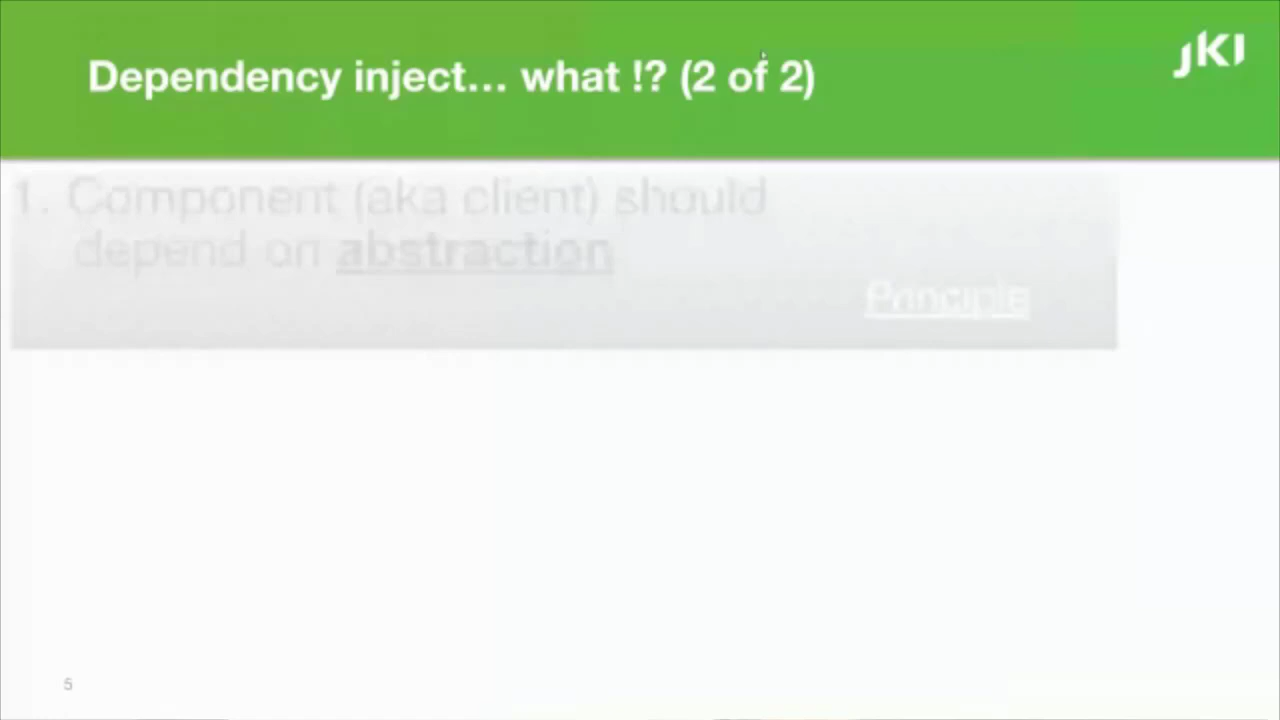 Dependency inject... what !? (2 of 2)
JKI
1. Component (aka client) should
depend on abstraction
Principle
5